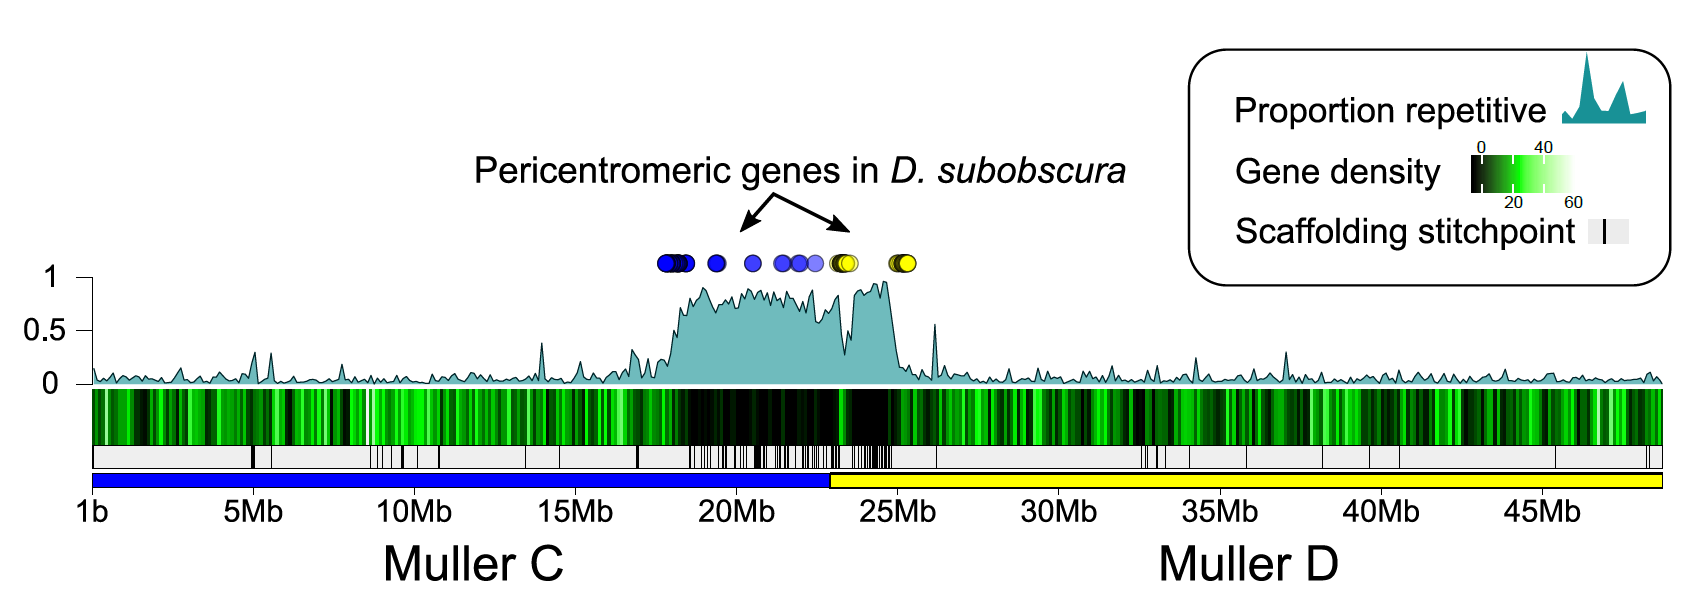 Proportion repetitive
0 40
Gene density
20 60
Scaffolding stitchpoint
Pericentromeric genes in D. subobscura
1
0.5
0
1b 5Mb 10Mb 15Mb 20Mb 25Mb 30Mb 35Mb 40Mb 45Mb
Muller C Muller D